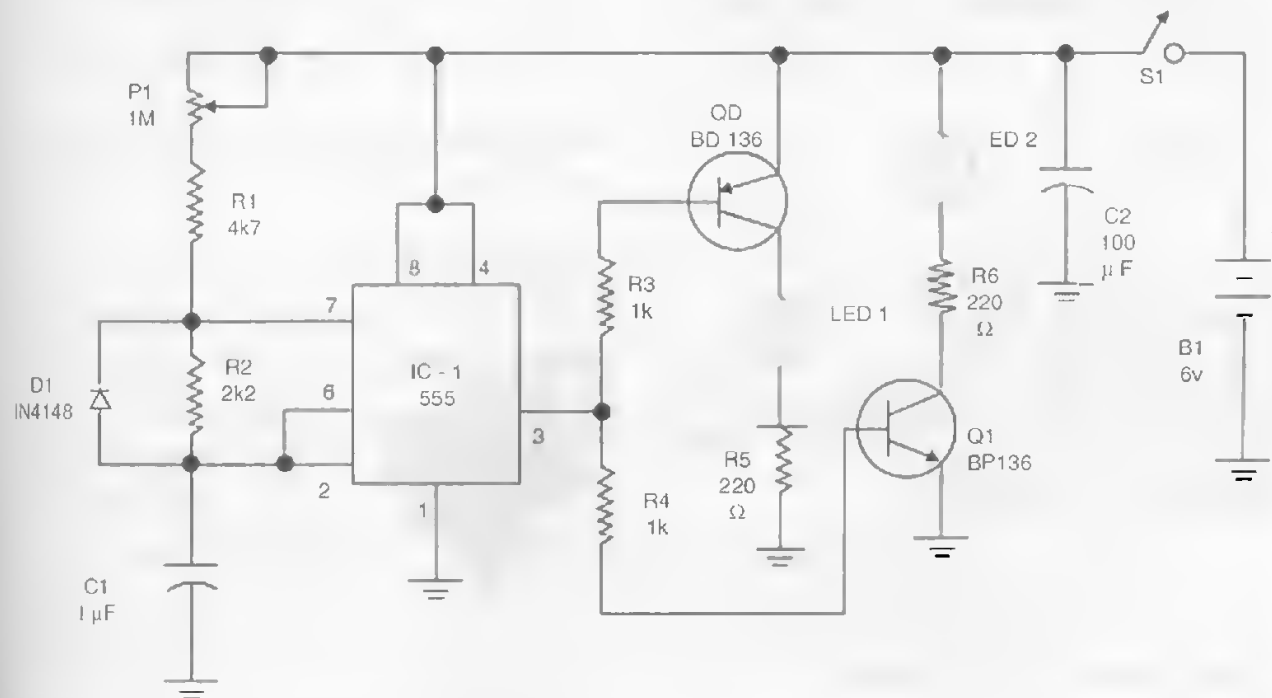 S1
P1
1M
QD
BD 136
ED 2
R1
4k7
C2
100
µF
8
4
R3
1k
R6
220
Ω
7
LED 1
B1
6v
D1
IN4148
R2
2k2
6
IC - 1
555
3
Q1
BP136
R5
220
Ω
2
R4
1k
1
C1
1 µF